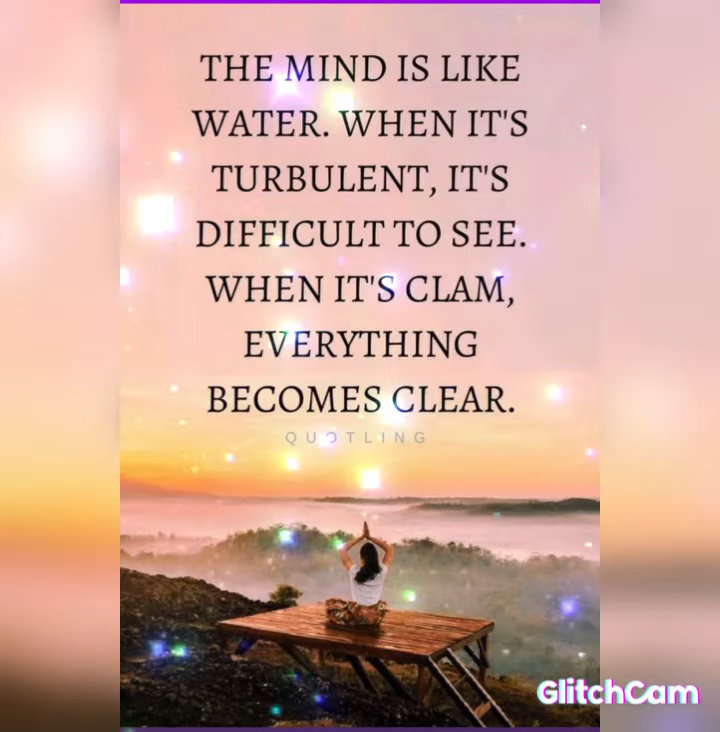 THE MIND IS LIKE
WATER. WHEN IT'S
TURBULENT, IT'S
DIFFICULT TO SEE.
WHEN IT'S CLAM,
EVERYTHING
BECOMES CLEAR.
QUOTLING
GlitchCam